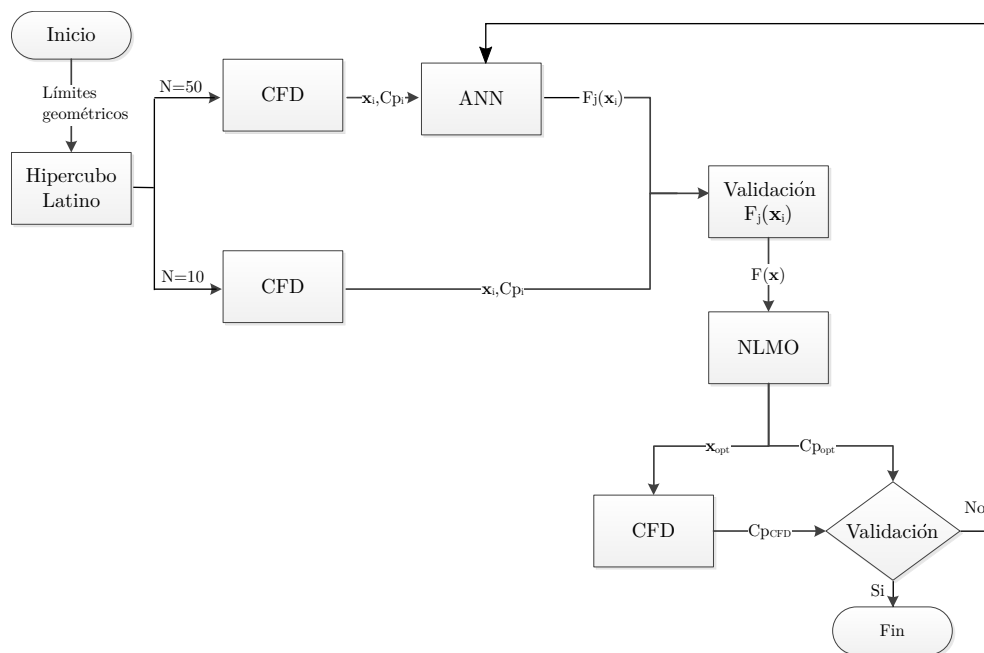 Inicio
Límites
geométricos
Hipercubo
Latino
N=50
CFD
xᵢ,Cpᵢ
ANN
Fj(xᵢ)
N=10
CFD
xᵢ,Cpᵢ
Validación
Fⱼ(xᵢ)
F(x)
NLMO
xopt
Cpopt
CFD
CpCFD
Validación
No
Si
Fin